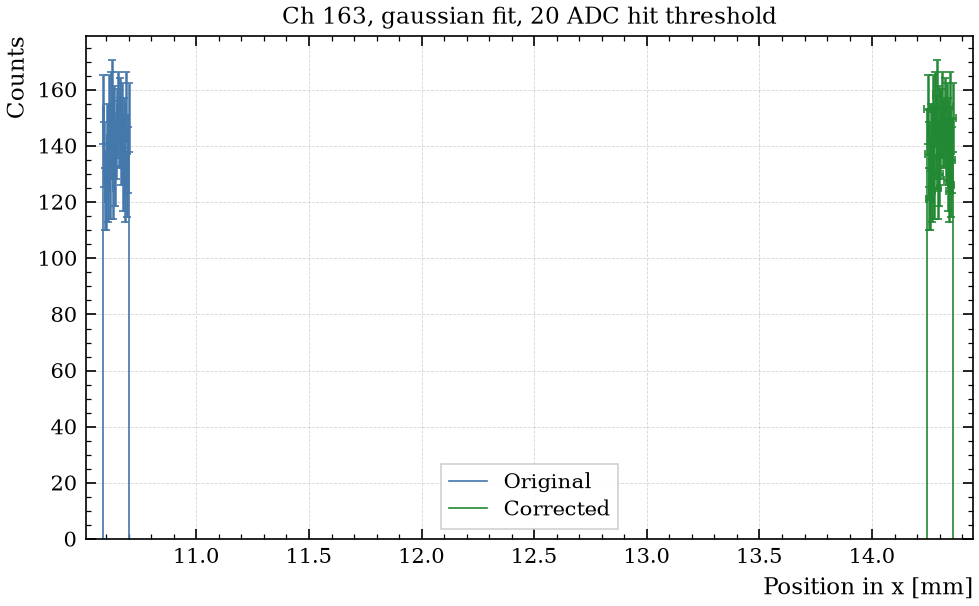 Ch 163, gaussian fit, 20 ADC hit threshold
Counts
160
140
120
100
80
60
40
20
0
Original
Corrected
11.0 11.5 12.0 12.5 13.0 13.5 14.0
Position in x [mm]